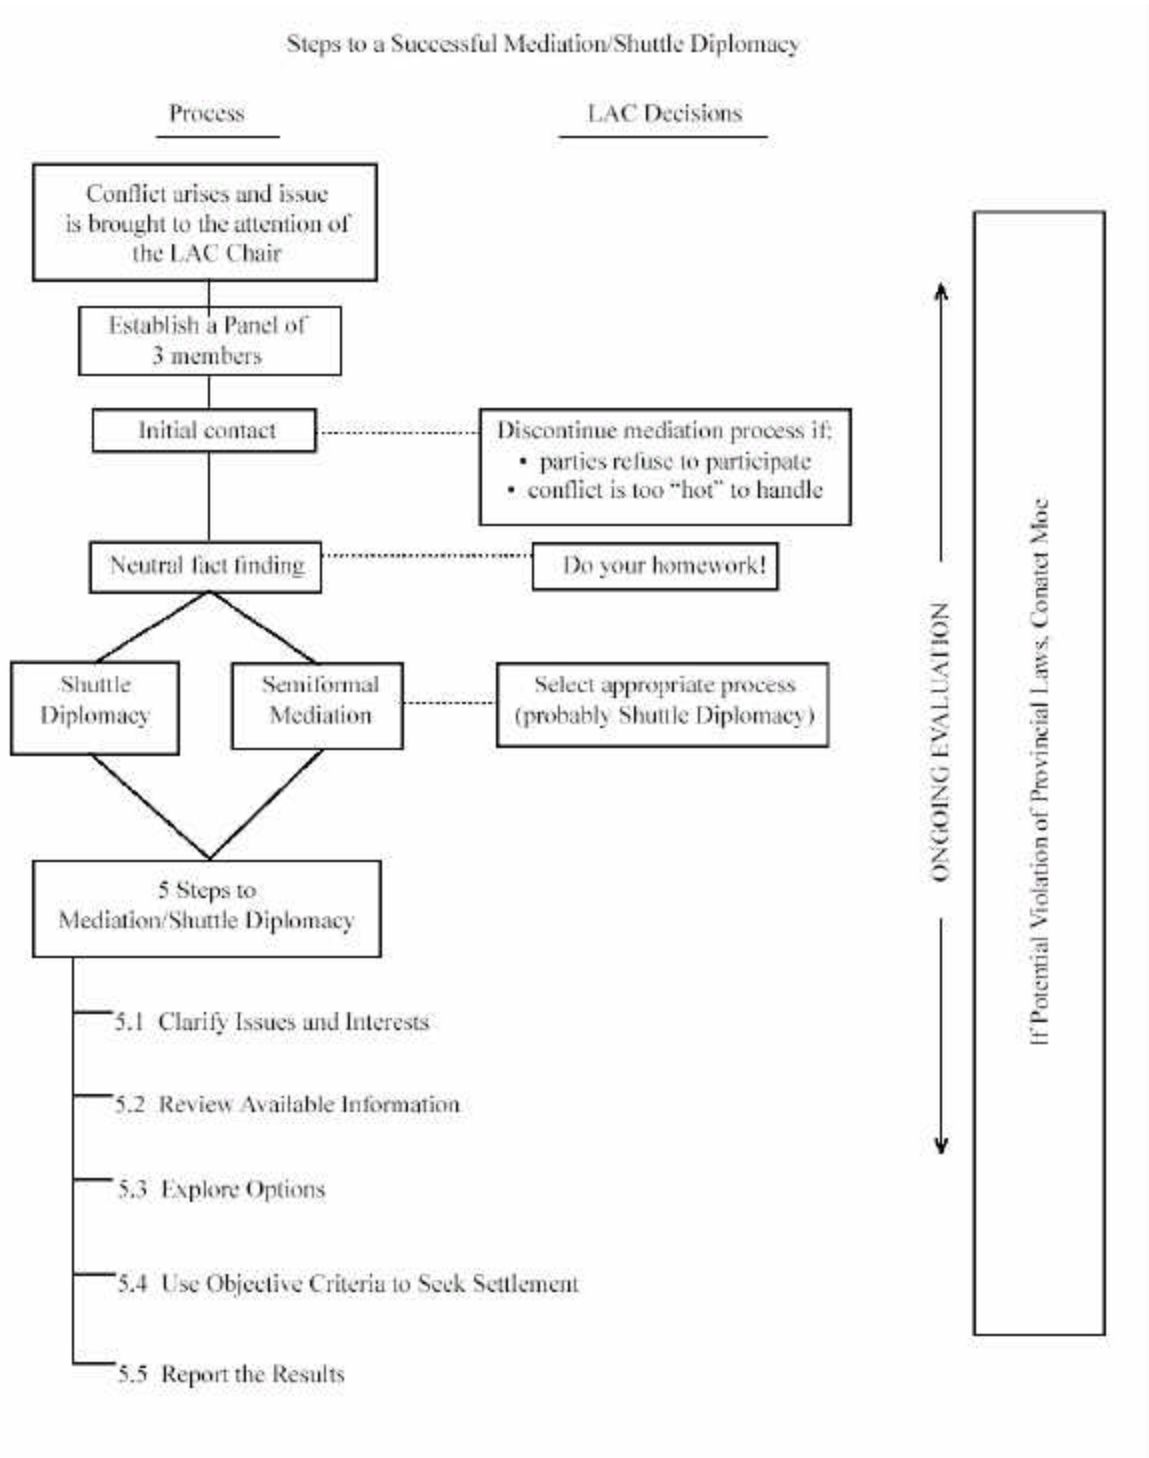 Steps to a Successful Mediation/Shuttle Diplomacy
Process
LAC Decisions
Conflict arises and issue
is brought to the attention of
the LAC Chair
Establish a Panel of
3 members
Initial contact
Discontinue mediation process if:
• parties refuse to participate
• conflict is too “hot” to handle
Neutral fact finding
Do your homework!
Shuttle
Diplomacy
Semiformal
Mediation
Select appropriate process
(probably Shuttle Diplomacy)
5 Steps to
Mediation/Shuttle Diplomacy
5.1 Clarify Issues and Interests
5.2 Review Available Information
5.3 Explore Options
5.4 Use Objective Criteria to Seek Settlement
5.5 Report the Results
ONGOING EVALUATION
If Potential Violation of Provincial Laws, Conatct Moe